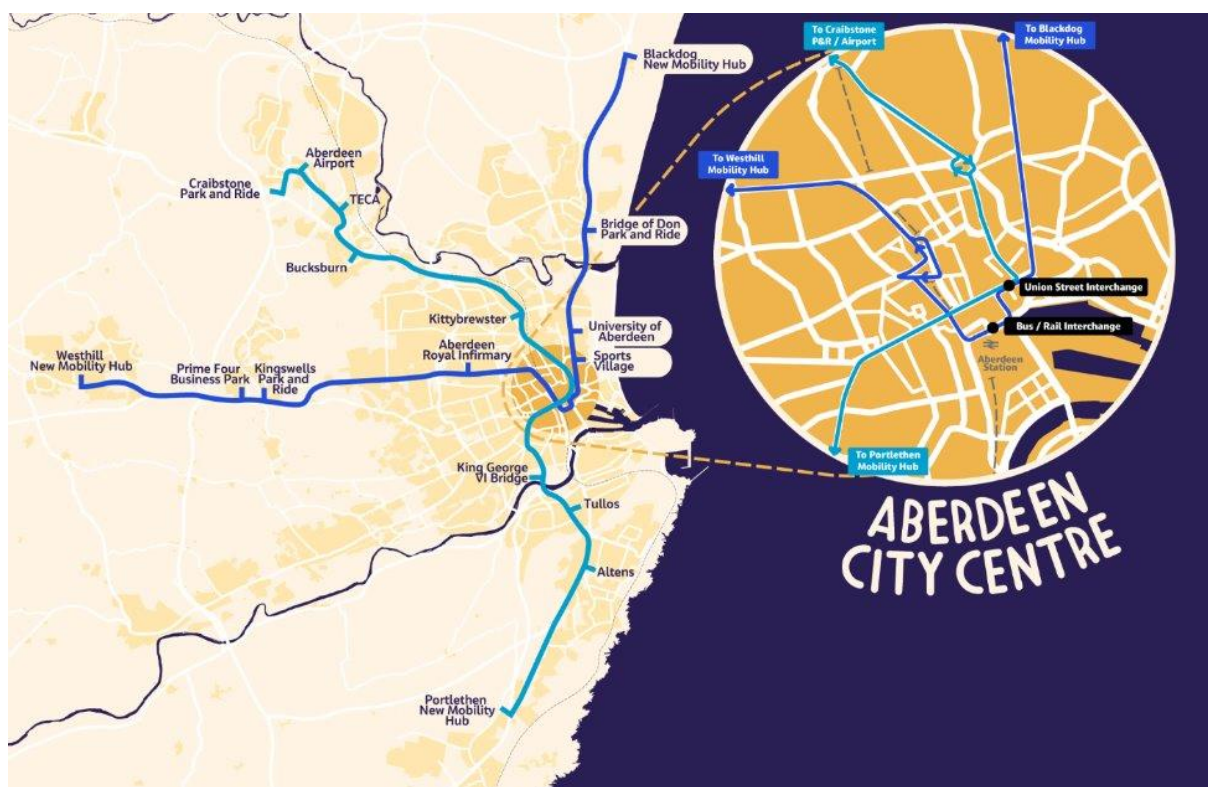 Blackdog
New Mobility Hub
Aberdeen
Airport
Craibstone
Park and Ride
TECA
Bucksburn
Bridge of Don
Park and Ride
Kittybrewster
University of
Aberdeen
Aberdeen
Royal Infirmary
Sports
Village
Westhill
New Mobility Hub
Prime Four
Business Park
Kingswells
Park and
Ride
King George
VI Bridge
Tullos
Altens
Portlethen
New Mobility
Hub
To Craibstone
P&R / Airport
To Blackdog
Mobility Hub
To Westhill
Mobility Hub
Union Street Interchange
Bus / Rail Interchange
Aberdeen
Station
To Portlethen
Mobility Hub
ABERDEEN
CITY CENTRE